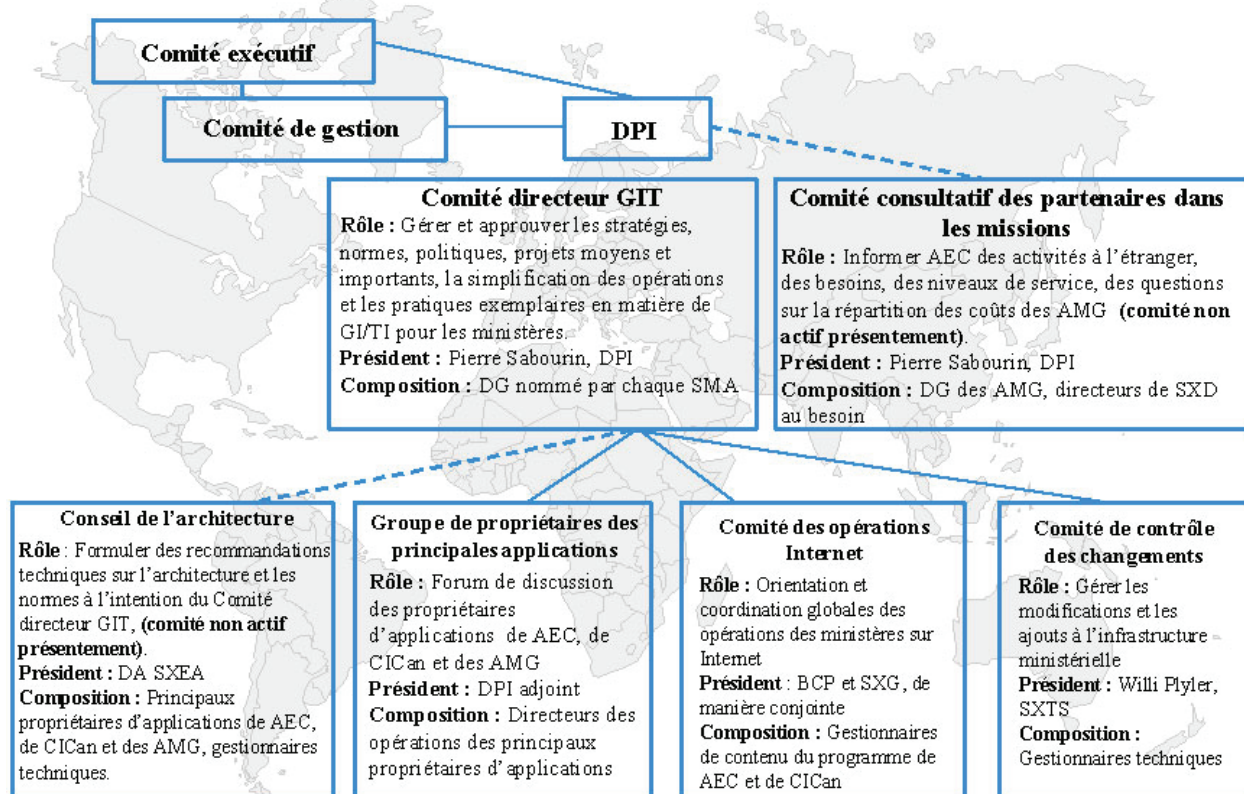 Comité exécutif
Comité de gestion
DPI
Comité directeur GIT
Rôle : Gérer et approuver les stratégies,
normes, politiques, projets moyens et
importants, la simplification des opérations
et les pratiques exemplaires en matière de
GI/TI pour les ministères.
Président : Pierre Sabourin, DPI
Composition : DG nommé par chaque SMA
Comité consultatif des partenaires dans
les missions
Rôle : Informer AEC des activités à l'étranger,
des besoins, des niveaux de service, des questions
sur la répartition des coûts des AMG (comité non
actif présentement).
Président : Pierre Sabourin, DPI
Composition : DG des AMG, directeurs de SXD
au besoin
Conseil de l'architecture
Rôle : Formuler des recommandations
techniques sur l'architecture et les
normes à l'intention du Comité
directeur GIT, (comité non actif
présentement).
Président : DA SXEA
Composition : Principaux
propriétaires d'applications de AEC,
de CICan et des AMG, gestionnaires
techniques.
Groupe de propriétaires des
principales applications
Rôle : Forum de discussion
des propriétaires
d'applications de AEC, de
CICan et des AMG
Président : DPI adjoint
Composition : Directeurs des
opérations des principaux
propriétaires d'applications
Comité des opérations
Internet
Rôle : Orientation et
coordination globales des
opérations des ministères sur
Internet
Président : BCP et SXG, de
manière conjointe
Composition : Gestionnaires
de contenu du programme de
AEC et de CICan
Comité de contrôle
des changements
Rôle : Gérer les
modifications et les
ajouts à l'infrastructure
ministérielle
Président : Willi Plyler,
SXTS
Composition :
Gestionnaires techniques